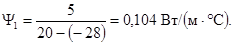 Ψ₁ = 5 / (20 − (−28)) = 0,104 Вт/(м · °С).